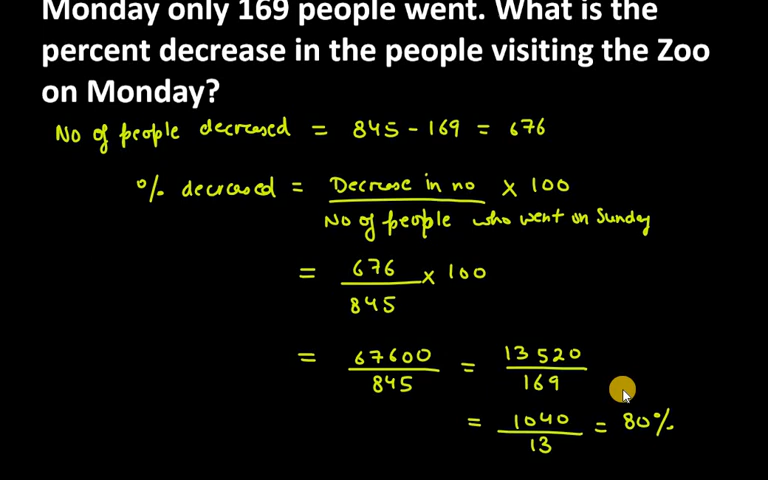 Monday only 169 people went. What is the
percent decrease in the people visiting the Zoo
on Monday?
No of people decreased = 845 - 169 = 676
% decreased = Decrease in no / No of people who went on Sunday × 100
= 676 / 845 × 100
= 67600 / 845 = 13520 / 169
= 1040 / 13 = 80%